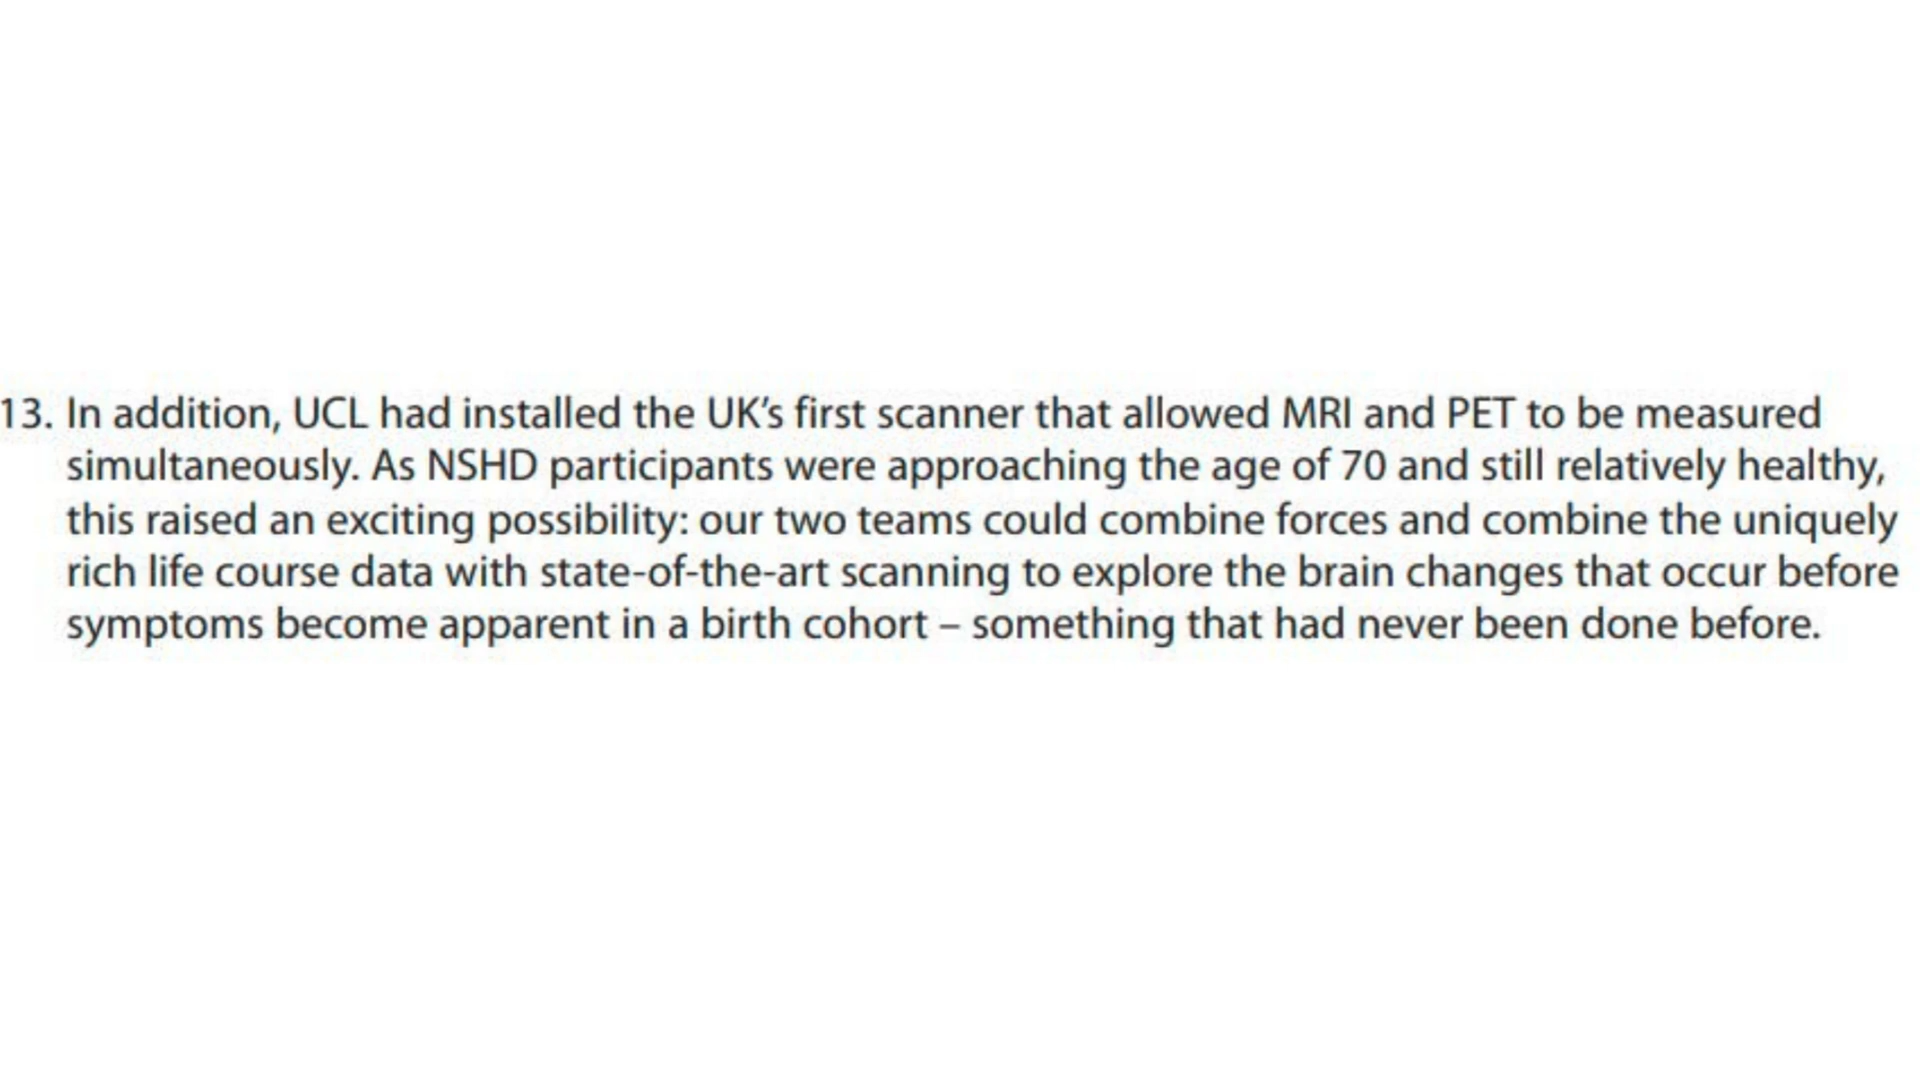 13. In addition, UCL had installed the UK’s first scanner that allowed MRI and PET to be measured
simultaneously. As NSHD participants were approaching the age of 70 and still relatively healthy,
this raised an exciting possibility: our two teams could combine forces and combine the uniquely
rich life course data with state-of-the-art scanning to explore the brain changes that occur before
symptoms become apparent in a birth cohort – something that had never been done before.